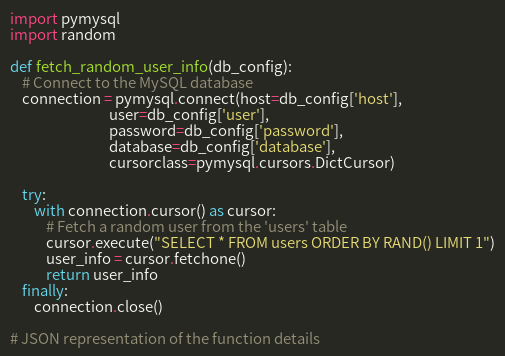 import pymysql
import random

def fetch_random_user_info(db_config):
    # Connect to the MySQL database
    connection = pymysql.connect(host=db_config['host'],
                                 user=db_config['user'],
                                 password=db_config['password'],
                                 database=db_config['database'],
                                 cursorclass=pymysql.cursors.DictCursor)

    try:
        with connection.cursor() as cursor:
            # Fetch a random user from the 'users' table
            cursor.execute("SELECT * FROM users ORDER BY RAND() LIMIT 1")
            user_info = cursor.fetchone()
            return user_info
    finally:
        connection.close()

# JSON representation of the function details